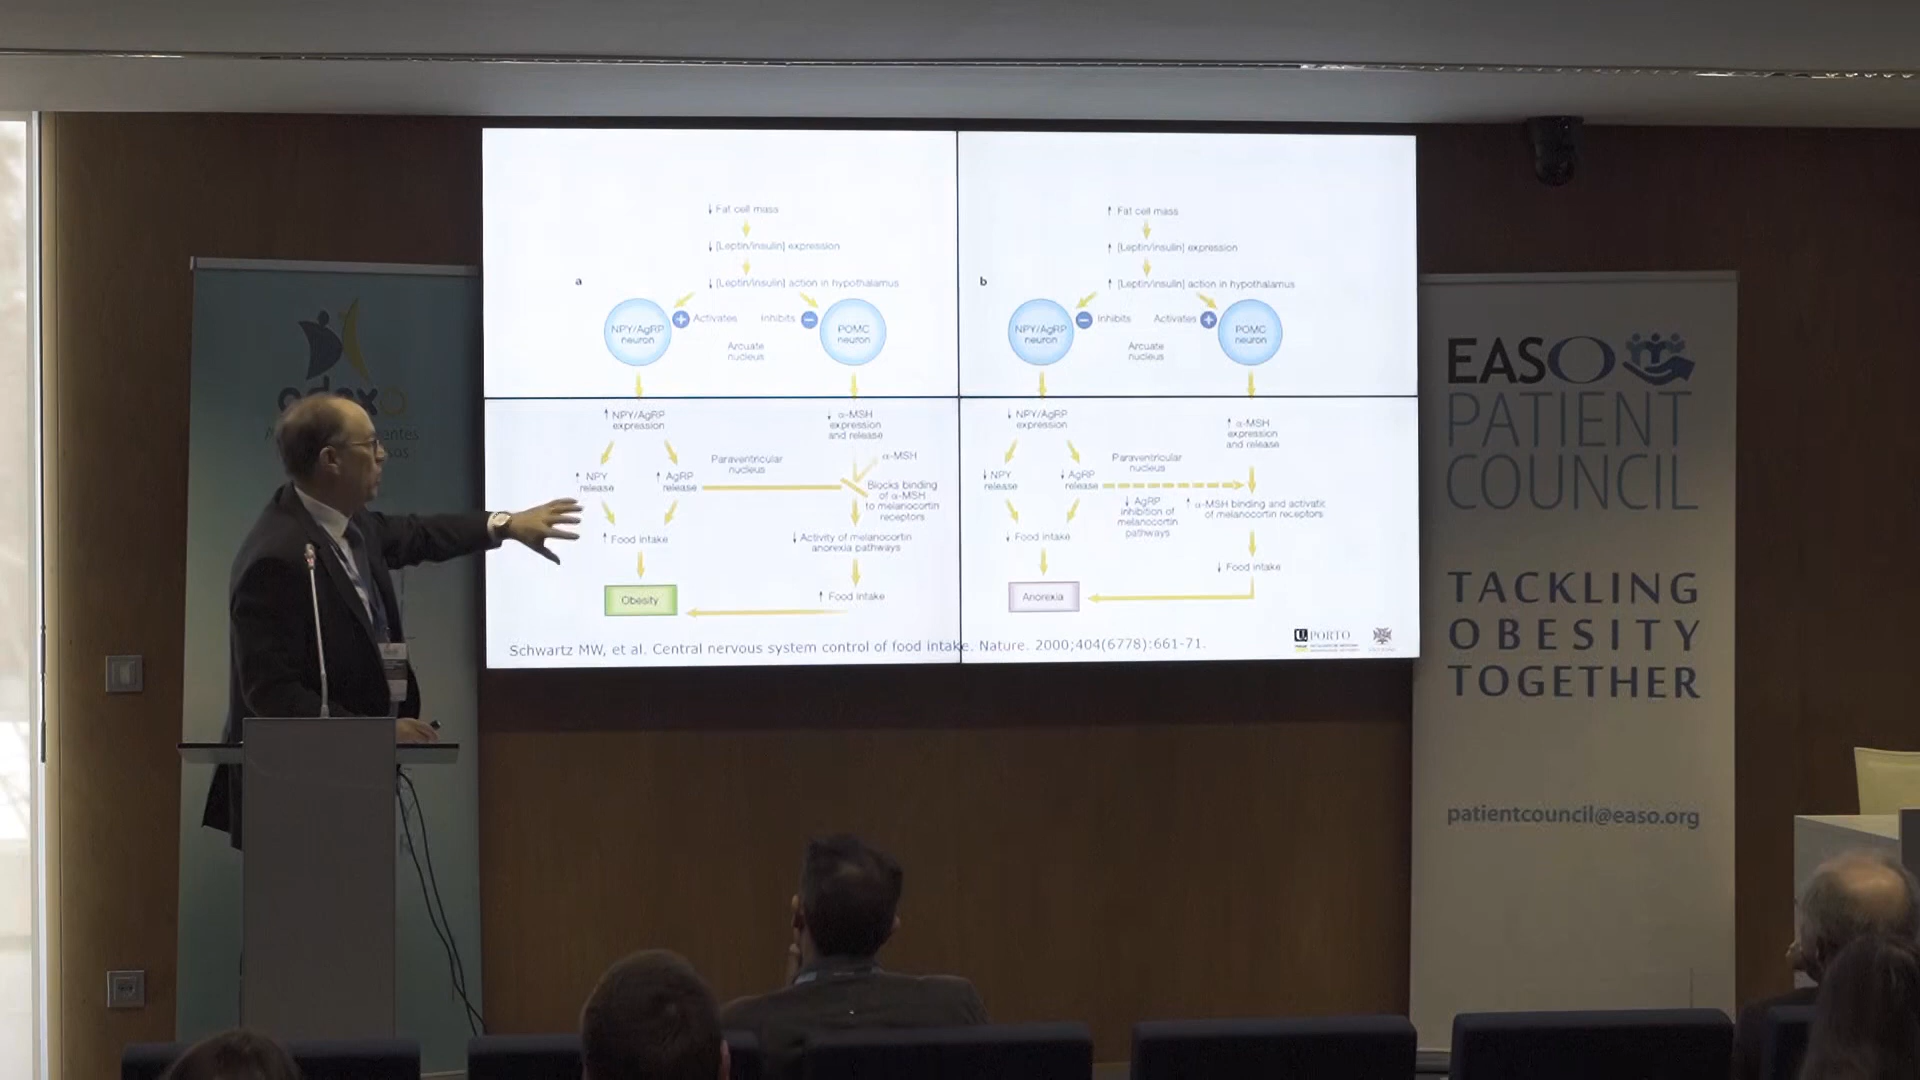 ↓ Fat cell mass
↓ [Leptin/insulin] expression
↓ [Leptin/insulin] action in hypothalamus
a
NPY/AgRP
neuron
+ Activates
Inhibits −
POMC
neuron
Arcuate
nucleus
↑ NPY/AgRP
expression
↓ α-MSH
expression
and release
↑ NPY
release
↑ AgRP
release
Paraventricular
nucleus
α-MSH
Blocks binding
of α-MSH
to melanocortin
receptors
↑ Food intake
↓ Activity of melanocortin
anorexia pathways
Obesity
↑ Food intake
↑ Fat cell mass
↑ [Leptin/insulin] expression
↑ [Leptin/insulin] action in hypothalamus
b
NPY/AgRP
neuron
− Inhibits
Activates +
POMC
neuron
Arcuate
nucleus
↓ NPY/AgRP
expression
↑ α-MSH
expression
and release
↓ NPY
release
↓ AgRP
release
Paraventricular
nucleus
↓ AgRP
inhibition of
melanocortin
pathways
↑ α-MSH binding and activatic
of melanocortin receptors
↓ Food intake
↓ Food intake
Anorexia
Schwartz MW, et al. Central nervous system control of food intake. Nature. 2000;404(6778):661-71.
U. PORTO
EASO
PATIENT
COUNCIL
TACKLING
OBESITY
TOGETHER
patientcouncil@easo.org